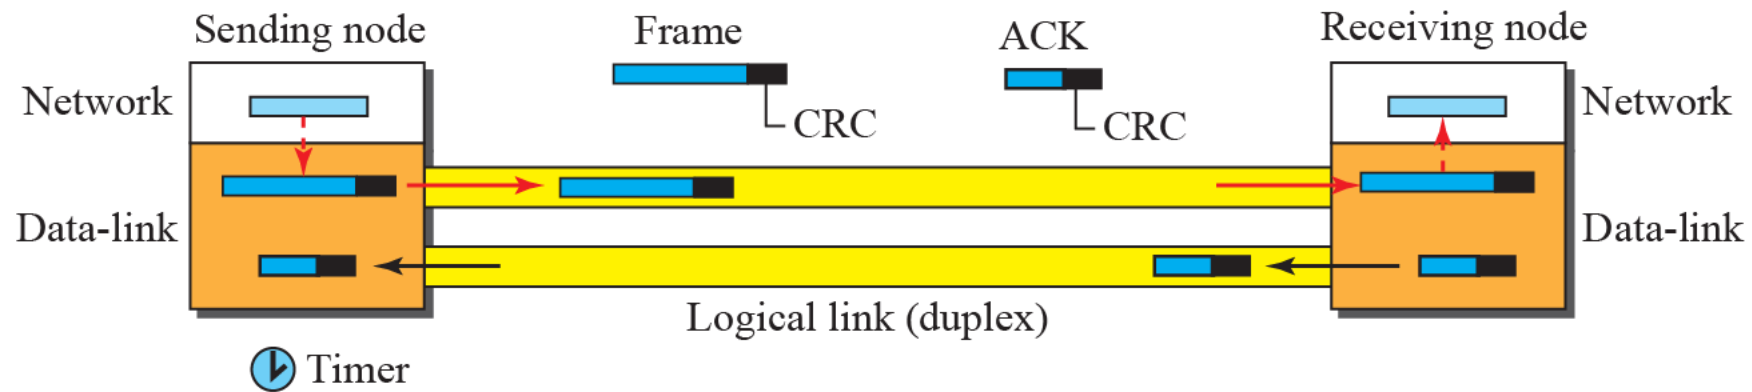 Sending node
Frame
ACK
Receiving node
Network
CRC
CRC
Network
Data-link
Data-link
Logical link (duplex)
Timer